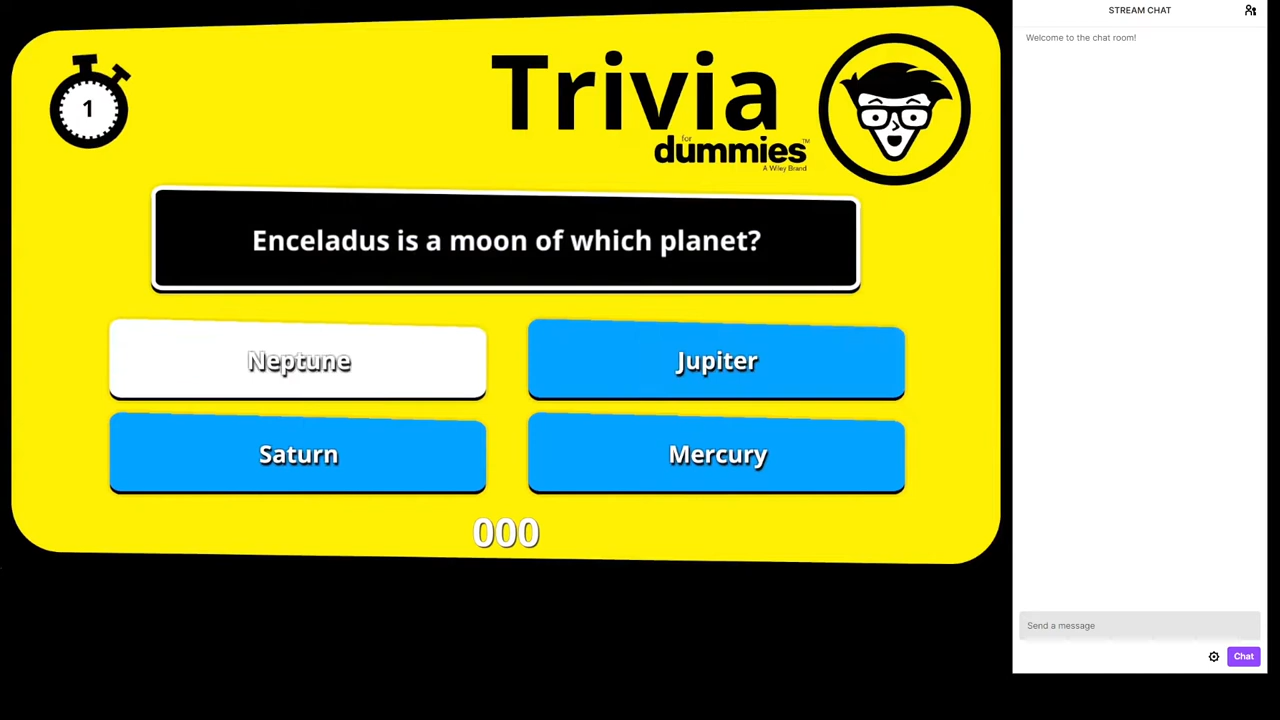 1
Trivia
for
dummies™
A Wiley Brand
Enceladus is a moon of which planet?
Neptune
Jupiter
Saturn
Mercury
000
STREAM CHAT
Welcome to the chat room!
Send a message
Chat